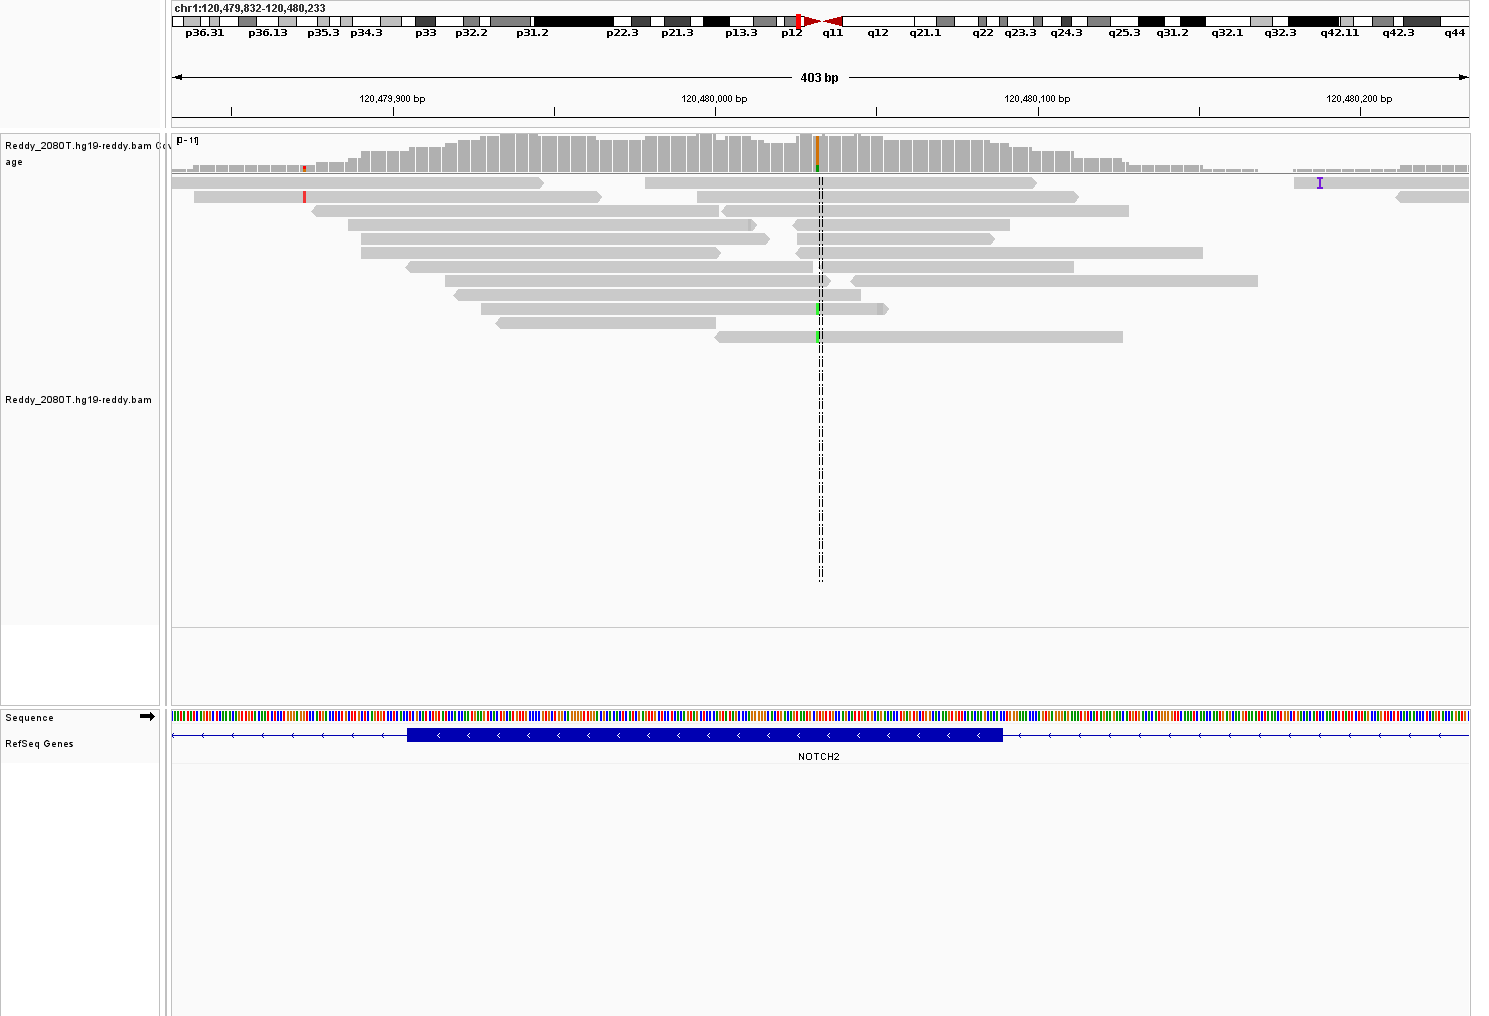 chr1:120,479,832-120,480,233
p36.31 p36.13 p35.3 p34.3 p33 p32.2 p31.2 p22.3 p21.3 p13.3 p12 q11 q12 q21.1 q22 q23.3 q24.3 q25.3 q31.2 q32.1 q32.3 q42.11 q42.3 q44
403 bp
120,479,900 bp 120,480,000 bp 120,480,100 bp 120,480,200 bp
Reddy_2080T.hg19-reddy.bam Cov
age
[0 - 11]
Reddy_2080T.hg19-reddy.bam
Sequence
RefSeq Genes
NOTCH2